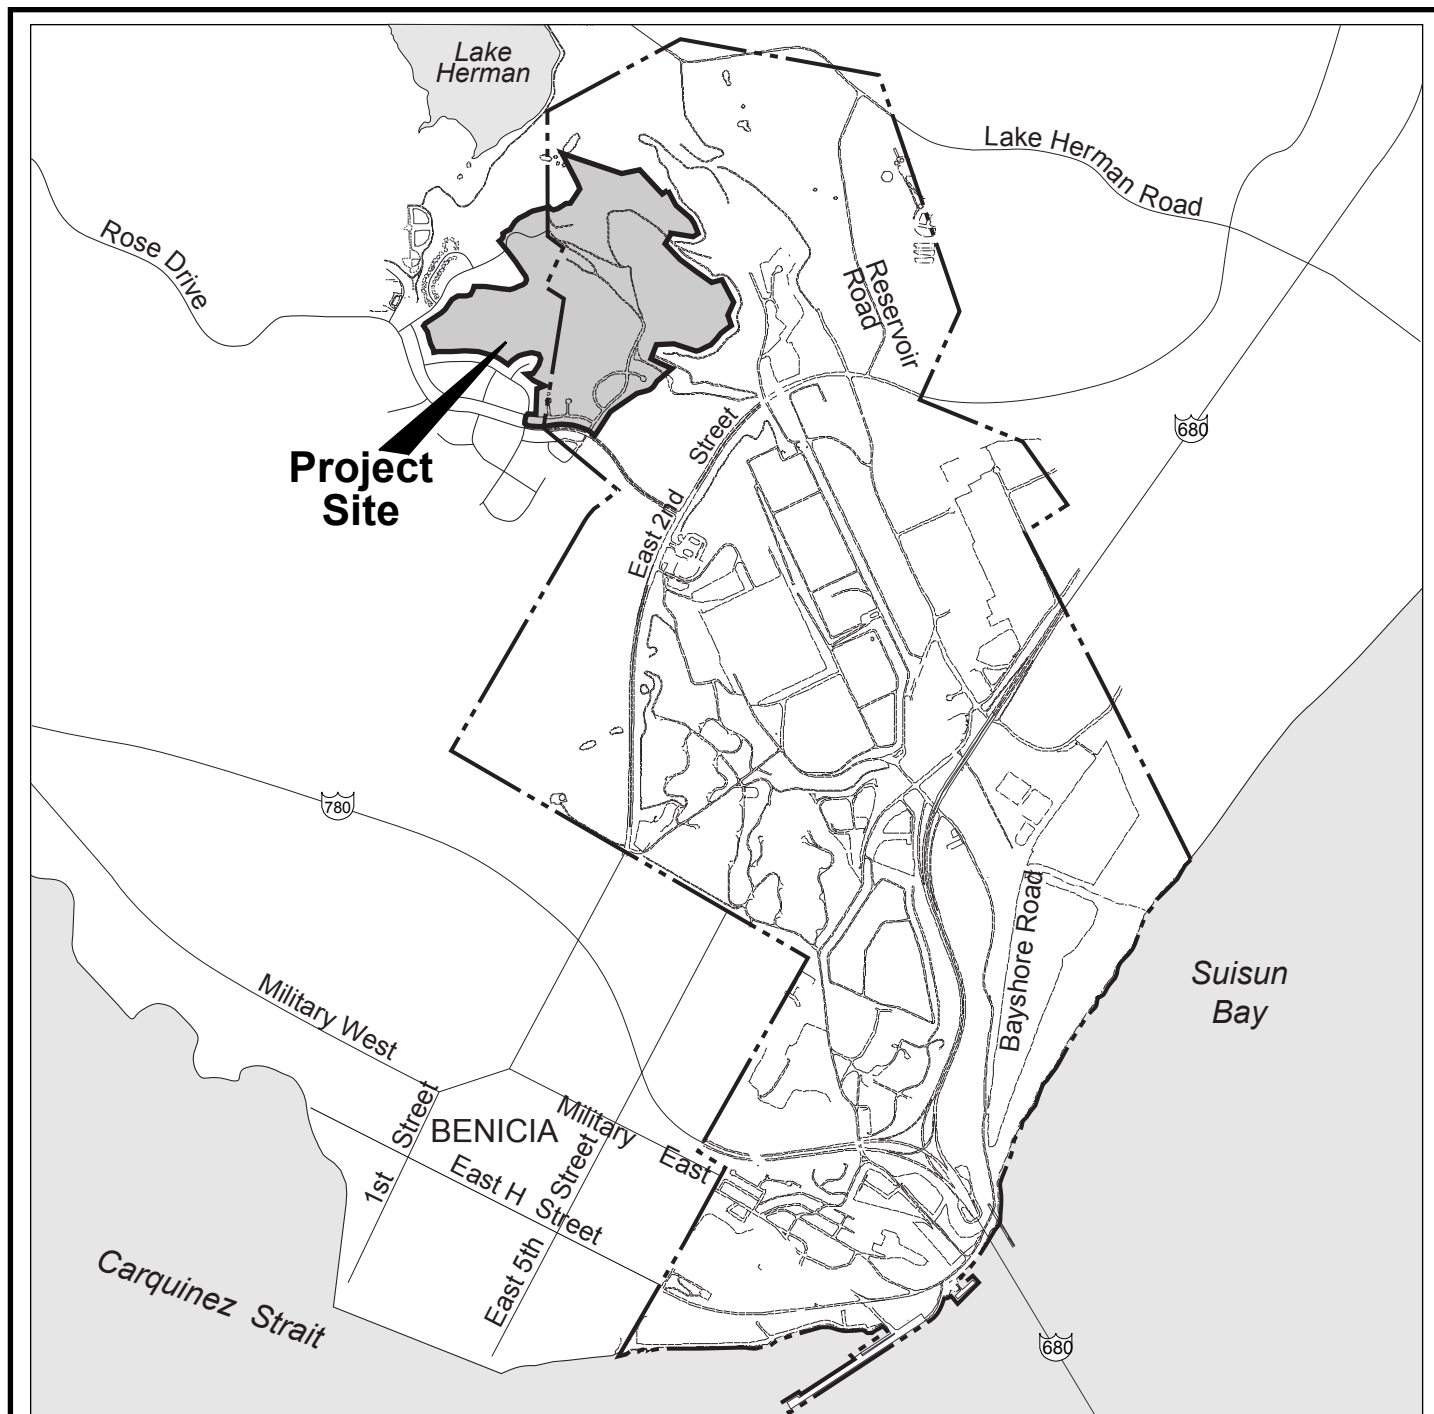 Lake
Herman
Lake Herman Road
Rose Drive
Reservoir
Road
680
Project
Site
East 2nd Street
780
Suisun
Bay
Bayshore Road
Military West
1st Street
BENICIA
Military East
East H Street
East 5th Street
Carquinez Strait
680